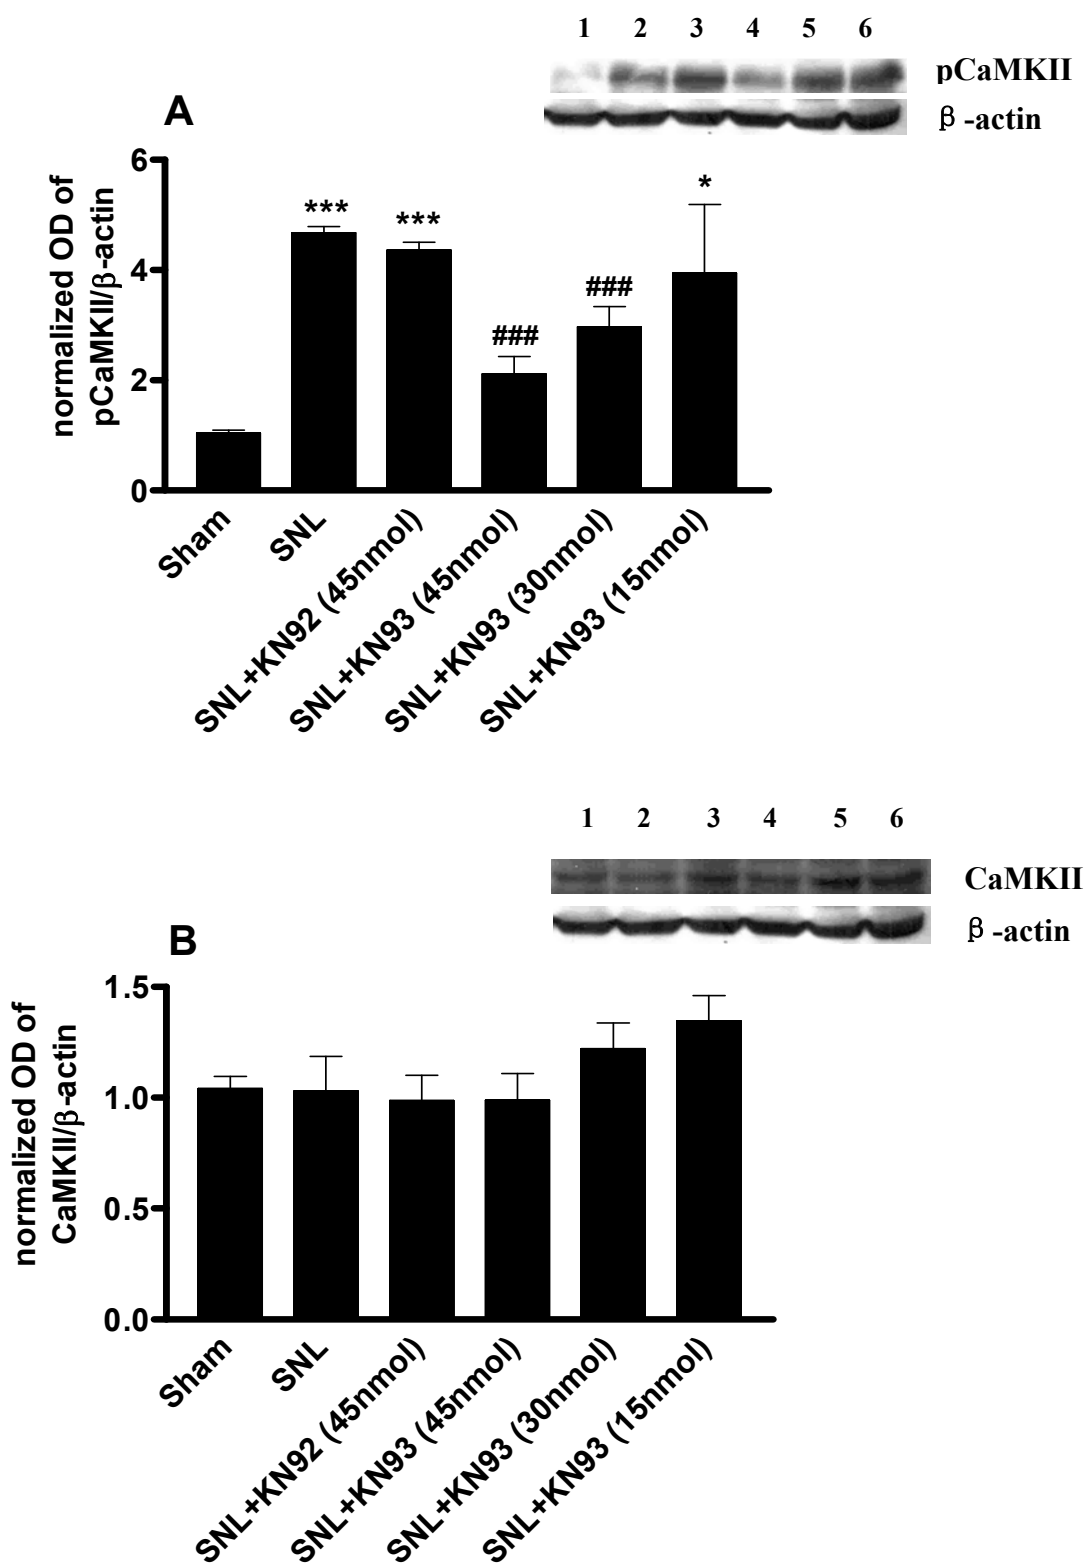 1 2 3 4 5 6
pCaMKII
β-actin
A
normalized OD of
pCaMKII/β-actin
6
4
2
0
***
***
###
###
*
Sham
SNL
SNL+KN92 (45nmol)
SNL+KN93 (45nmol)
SNL+KN93 (30nmol)
SNL+KN93 (15nmol)
1 2 3 4 5 6
CaMKII
β-actin
B
normalized OD of
CaMKII/β-actin
1.5
1.0
0.5
0.0
Sham
SNL
SNL+KN92 (45nmol)
SNL+KN93 (45nmol)
SNL+KN93 (30nmol)
SNL+KN93 (15nmol)